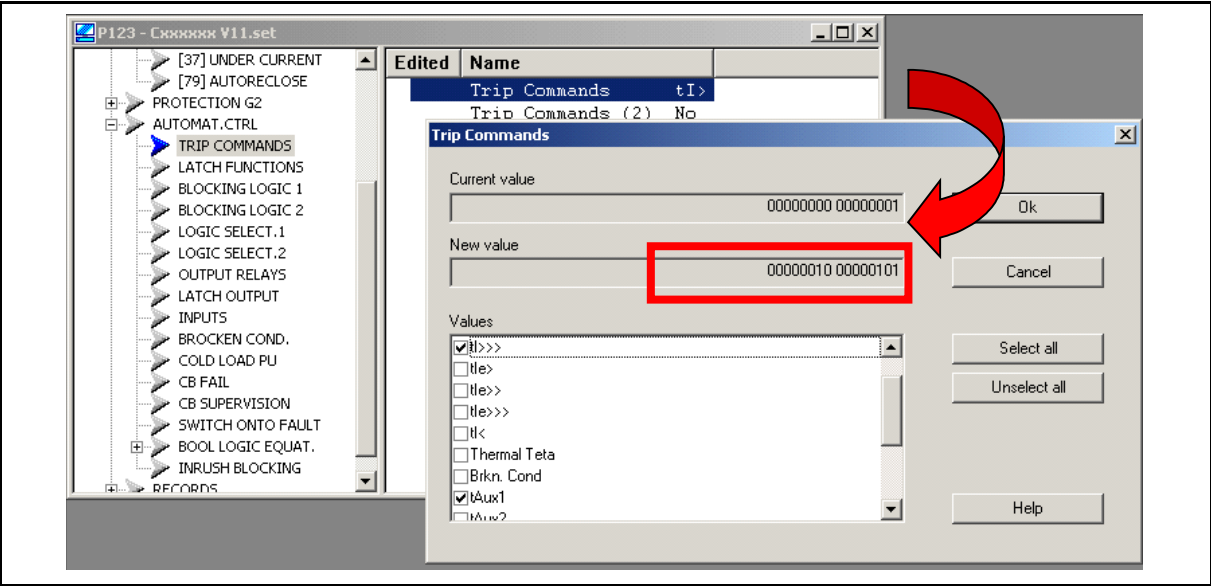 P123 - Cxxxxxx V11.set
[37] UNDER CURRENT
[79] AUTORECLOSE
PROTECTION G2
AUTOMAT.CTRL
TRIP COMMANDS
LATCH FUNCTIONS
BLOCKING LOGIC 1
BLOCKING LOGIC 2
LOGIC SELECT.1
LOGIC SELECT.2
OUTPUT RELAYS
LATCH OUTPUT
INPUTS
BROCKEN COND.
COLD LOAD PU
CB FAIL
CB SUPERVISION
SWITCH ONTO FAULT
BOOL LOGIC EQUAT.
INRUSH BLOCKING
RECORDS
Edited Name
Trip Commands tI>
Trip Commands (2) No
Trip Commands
Current value
00000000 00000001
Ok
New value
00000010 00000101
Cancel
Values
tI>>>
tIe>
tIe>>
tIe>>>
tI<
Thermal Teta
Brkn. Cond
tAux1
tAux2
Select all
Unselect all
Help